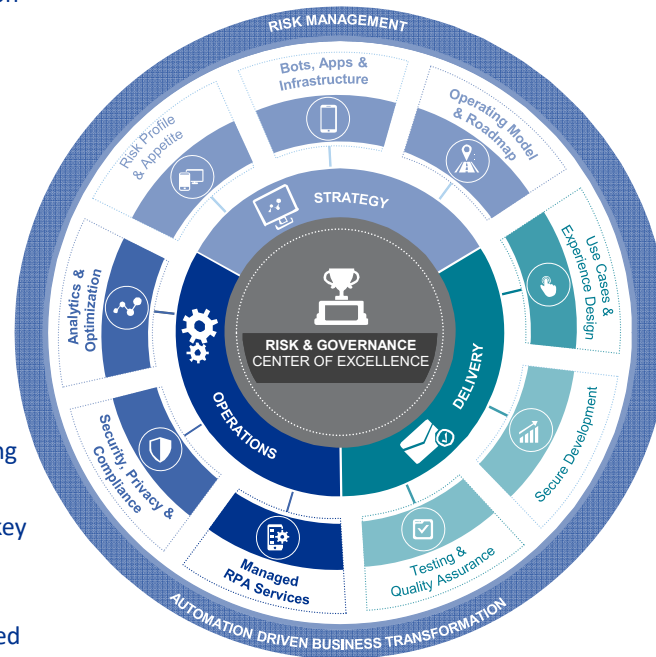 on
RISK MANAGEMENT
Bots, Apps &
Infrastructure
Operating Model
& Roadmap
Risk Profile
& Appetite
STRATEGY
Use Cases &
Experience Design
Analytics &
Optimization
RISK & GOVERNANCE
CENTER OF EXCELLENCE
DELIVERY
OPERATIONS
Secure Development
ng
Security, Privacy &
Compliance
key
Managed
RPA Services
Testing &
Quality Assurance
AUTOMATION DRIVEN BUSINESS TRANSFORMATION
ed